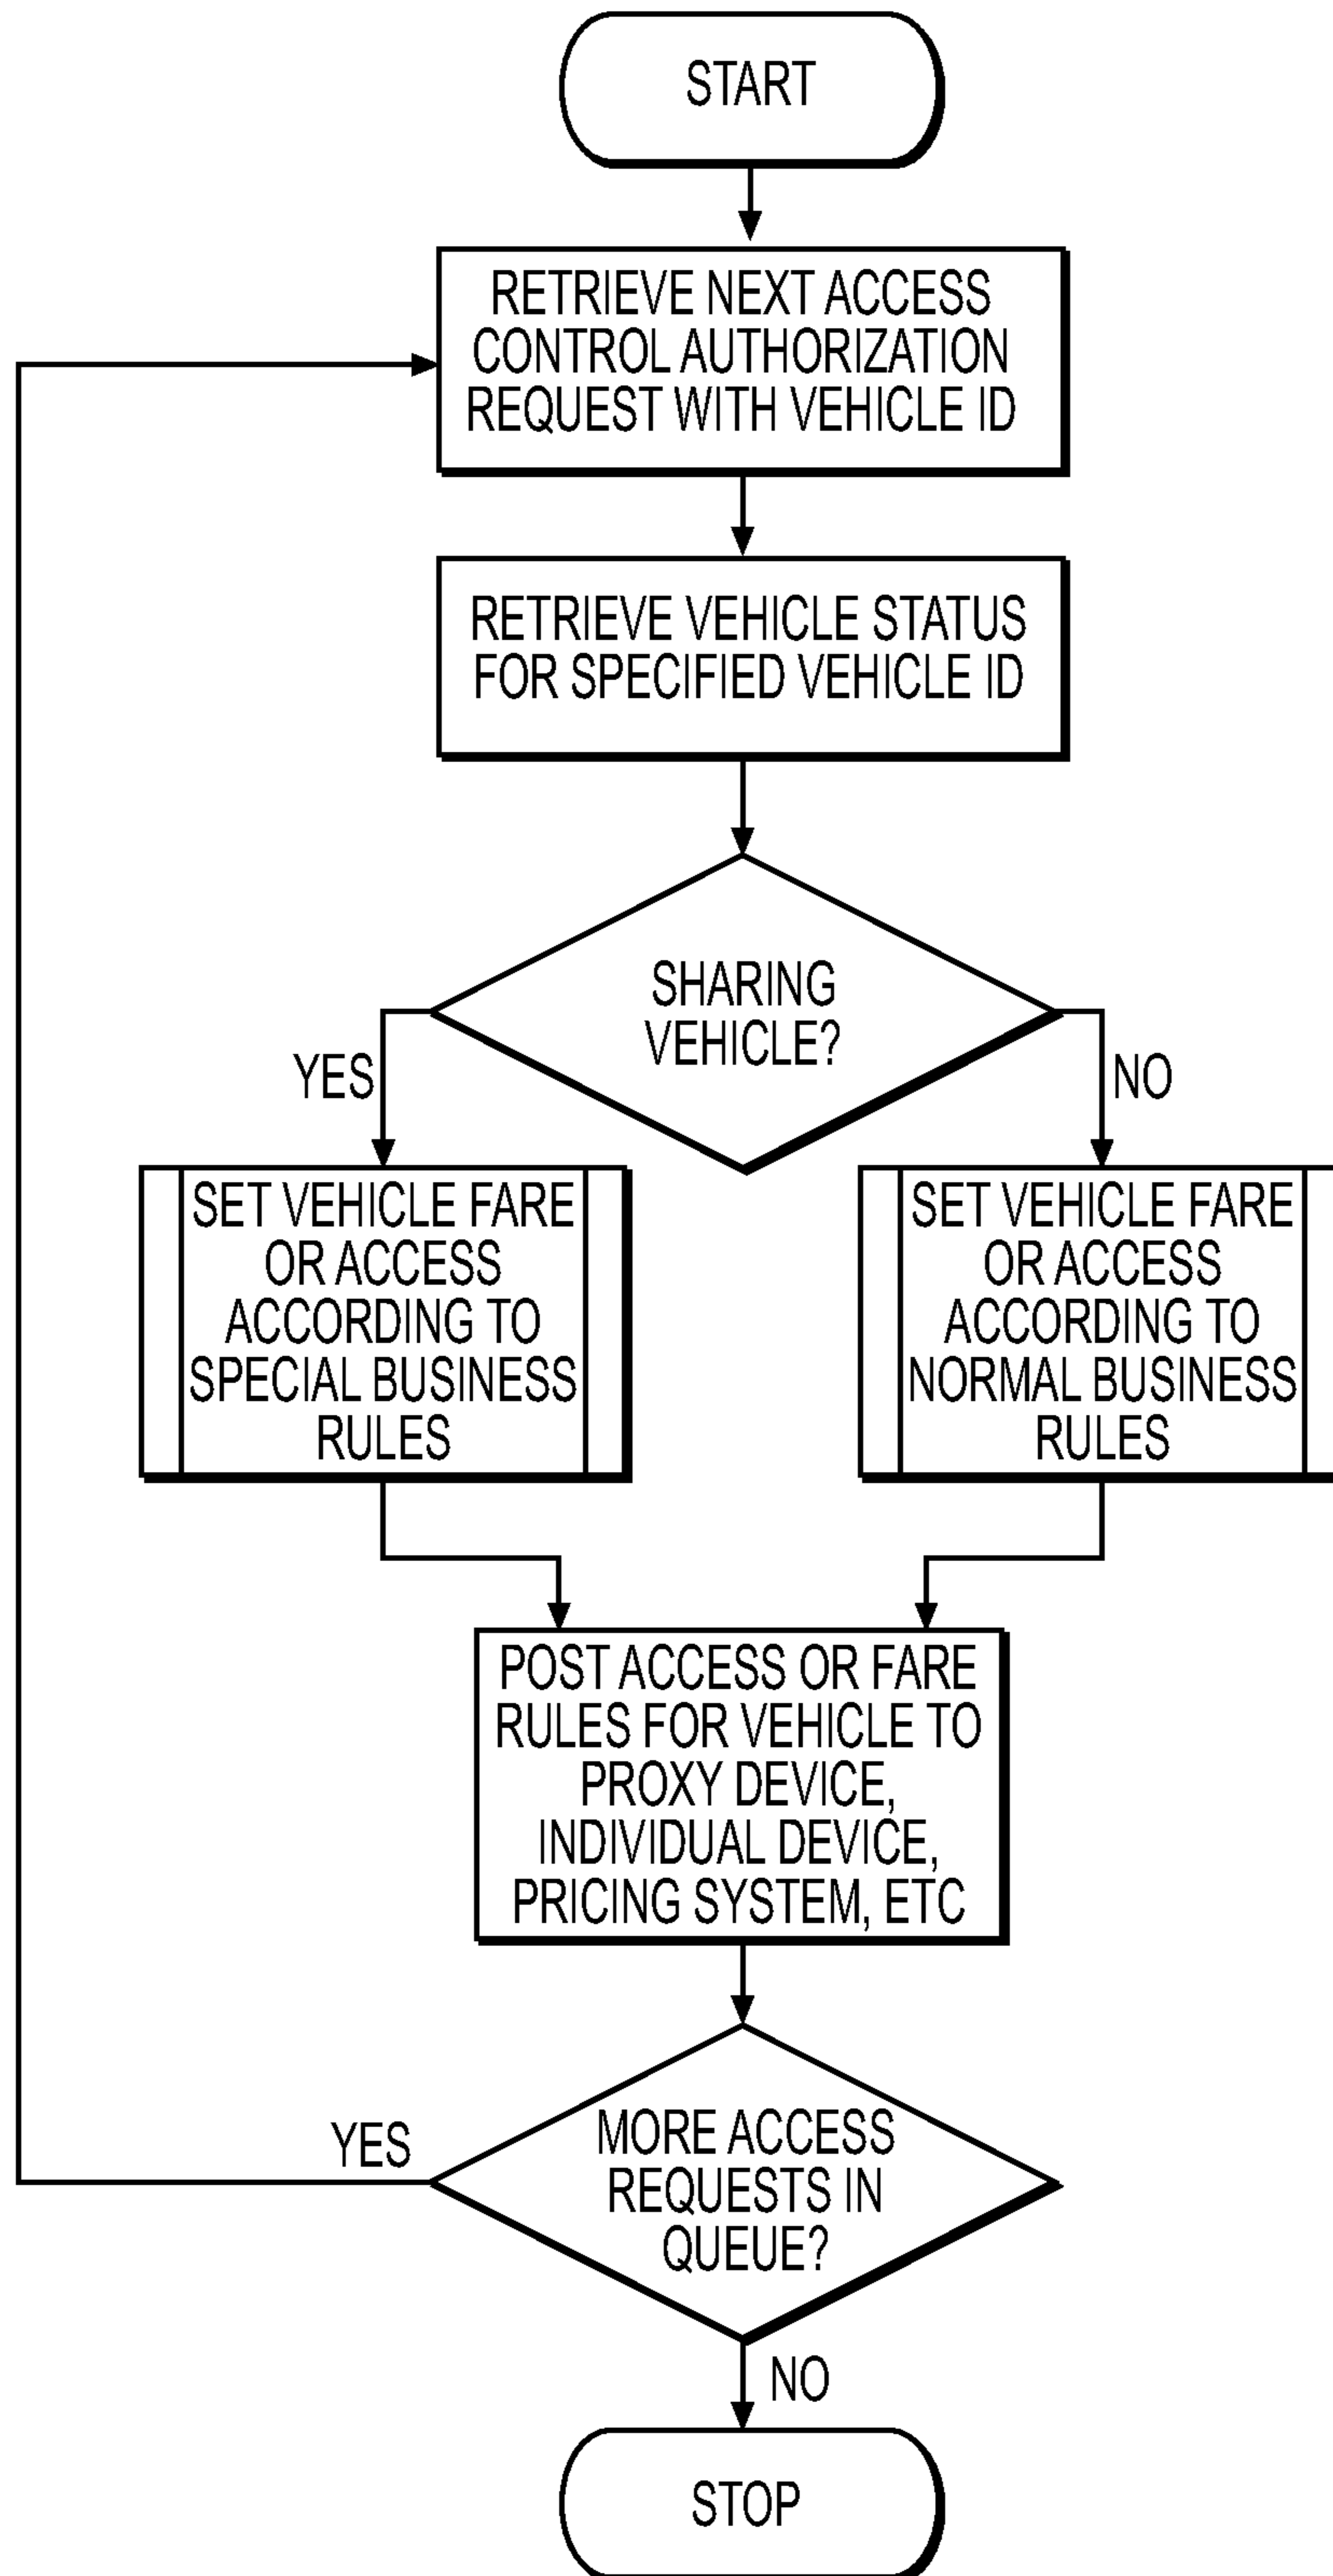 START
RETRIEVE NEXT ACCESS
CONTROL AUTHORIZATION
REQUEST WITH VEHICLE ID
RETRIEVE VEHICLE STATUS
FOR SPECIFIED VEHICLE ID
SHARING
VEHICLE?
YES
NO
SET VEHICLE FARE
OR ACCESS
ACCORDING TO
SPECIAL BUSINESS
RULES
SET VEHICLE FARE
OR ACCESS
ACCORDING TO
NORMAL BUSINESS
RULES
POST ACCESS OR FARE
RULES FOR VEHICLE TO
PROXY DEVICE,
INDIVIDUAL DEVICE,
PRICING SYSTEM, ETC
YES
MORE ACCESS
REQUESTS IN
QUEUE?
NO
STOP